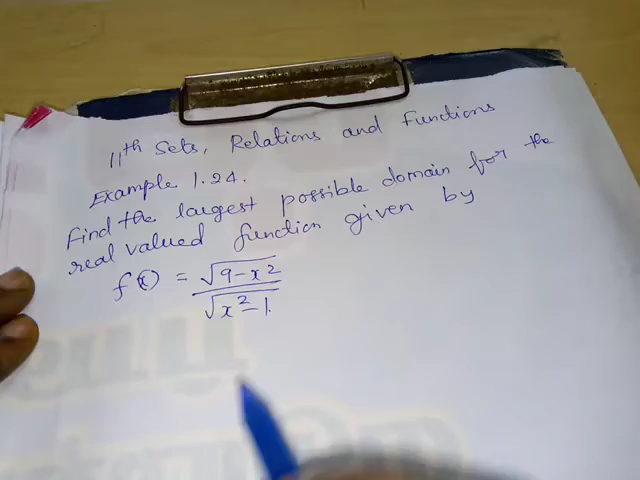 11th Sets, Relations and Functions
Example 1.24.
Find the largest possible domain for the
real valued function given by
f(x) = √9-x2
√x2-1.